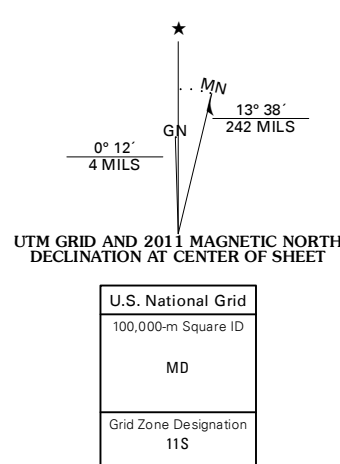 ★
MN
13° 38´
242 MILS
GN
0° 12´
4 MILS
UTM GRID AND 2011 MAGNETIC NORTH
DECLINATION AT CENTER OF SHEET
U.S. National Grid
100,000-m Square ID
MD
Grid Zone Designation
11S